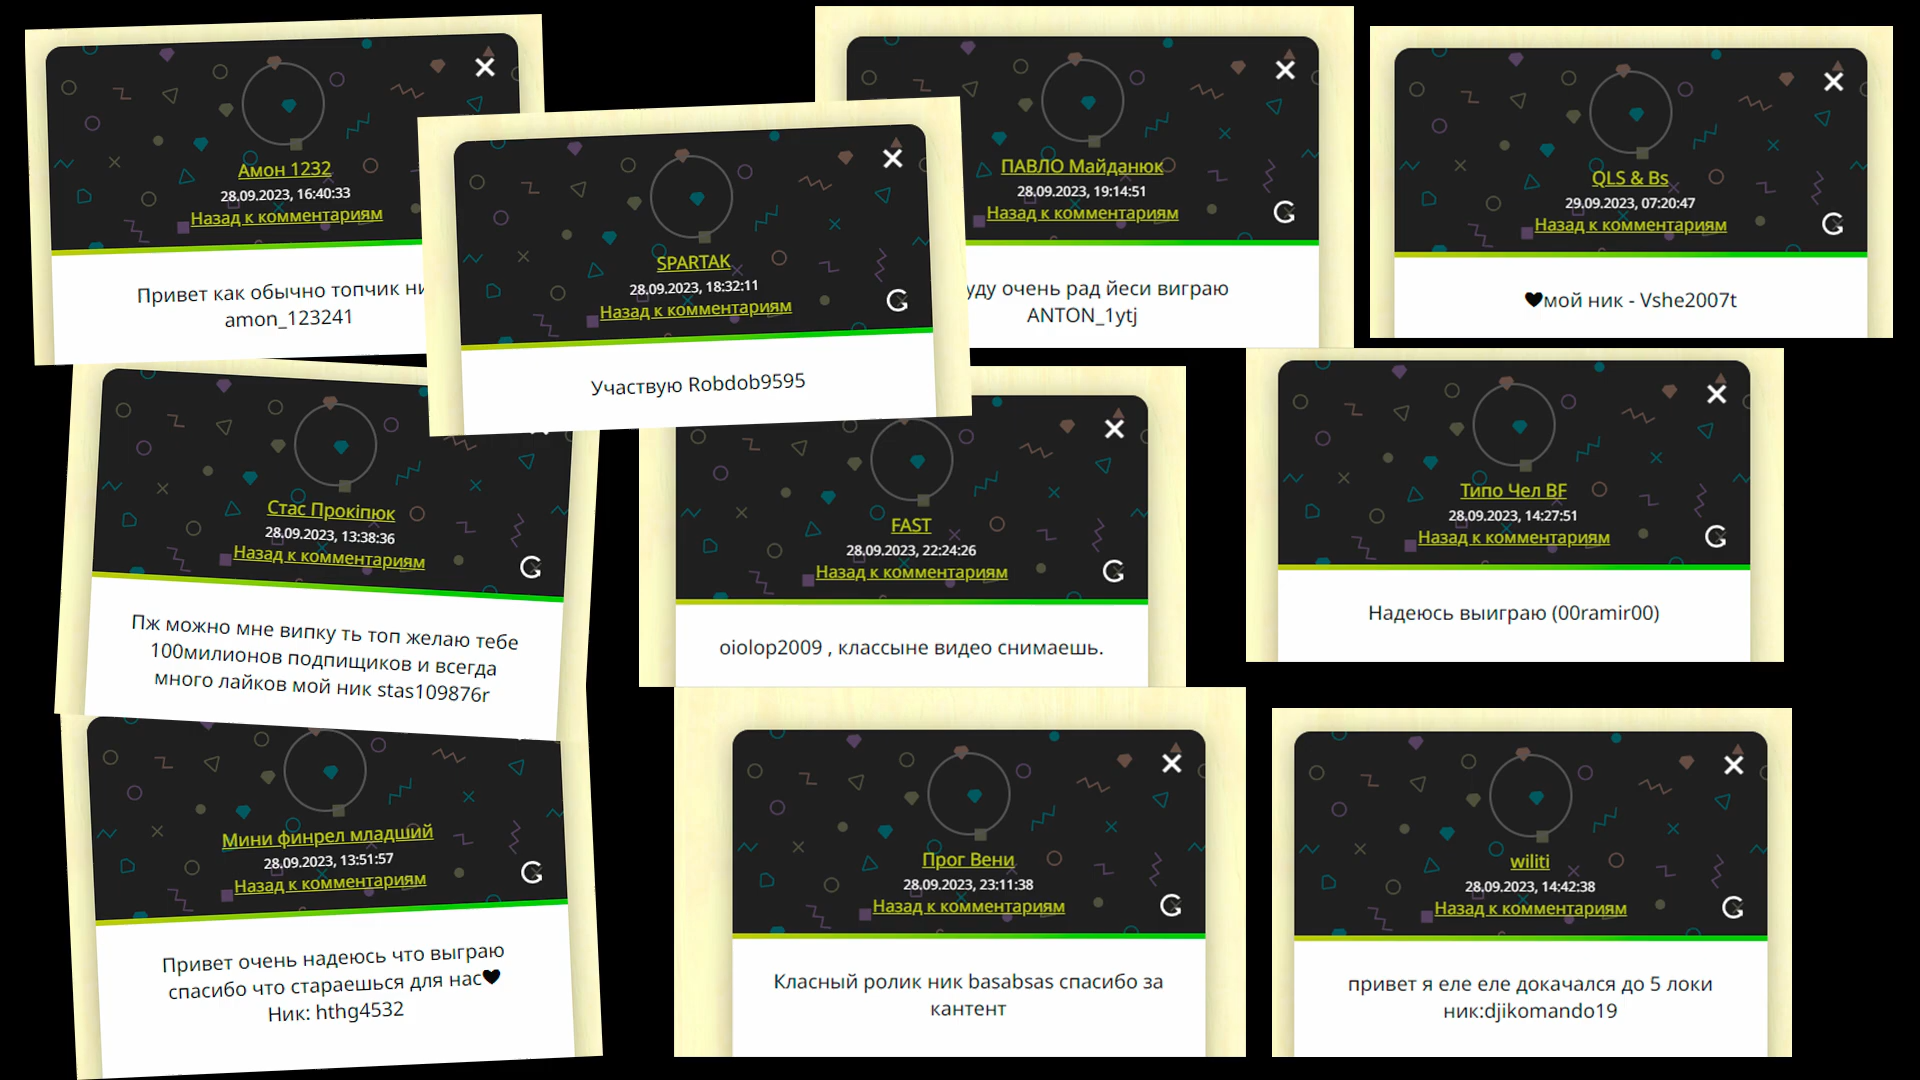 Амон 1232
28.09.2023, 16:40:33
Назад к комментариям
Привет как обычно топчик
amon_123241
SPARTAK
28.09.2023, 18:32:11
Назад к комментариям
Участвую Robdob9595
ПАВЛО Майданюк
28.09.2023, 19:14:51
Назад к комментариям
очень рад йеси виграю
ANTON_1ytj
QLS & Bs
29.09.2023, 07:20:47
Назад к комментариям
🖤мой ник - Vshe2007t
Стас Прокіпюк
28.09.2023, 13:38:36
Назад к комментариям
Пж можно мне випку ть топ желаю тебе
100милионов подпищиков и всегда
много лайков мой ник stas109876r
FAST
28.09.2023, 22:24:26
Назад к комментариям
oiolop2009 , классыне видео снимаешь.
Типо Чел BF
28.09.2023, 14:27:51
Назад к комментариям
Надеюсь выиграю (00ramir00)
Мини финрел младший
28.09.2023, 13:51:57
Назад к комментариям
Привет очень надеюсь что выграю
спасибо что стараешься для нас🖤
Ник: hthg4532
Прог Вени
28.09.2023, 23:11:38
Назад к комментариям
Класный ролик ник basabsas спасибо за
кантент
wiliti
28.09.2023, 14:42:38
Назад к комментариям
привет я еле еле докачался до 5 локи
ник:djikomando19